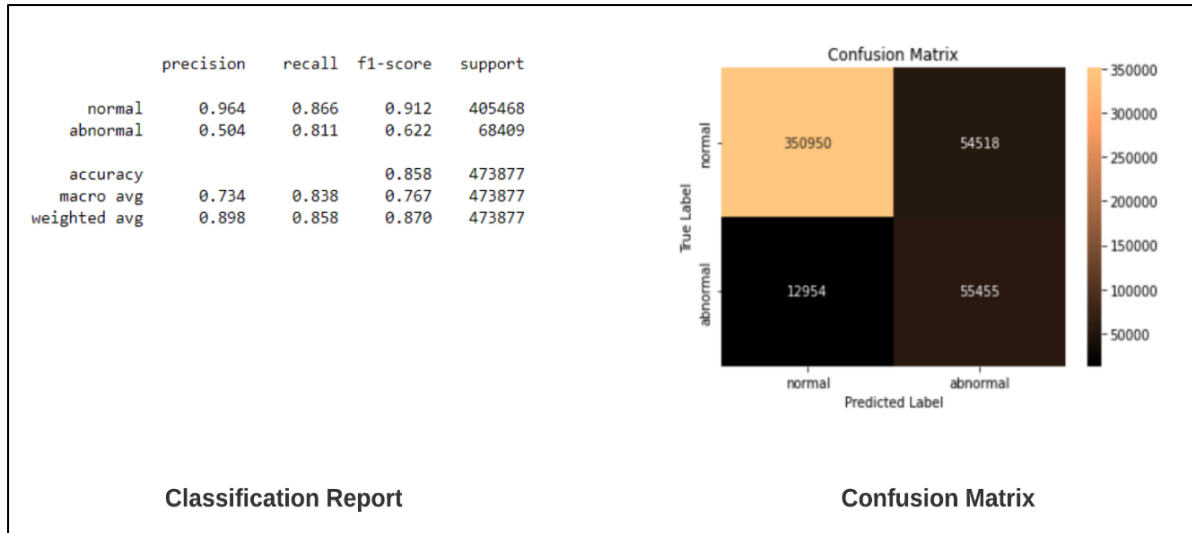 precision recall f1-score support
normal 0.964 0.866 0.912 405468
abnormal 0.504 0.811 0.622 68409
accuracy 0.858 473877
macro avg 0.734 0.838 0.767 473877
weighted avg 0.898 0.858 0.870 473877
Classification Report
Confusion Matrix
True Label
normal
abnormal
350950 54518
12954 55455
normal abnormal
Predicted Label
350000
300000
250000
200000
150000
100000
50000
Confusion Matrix